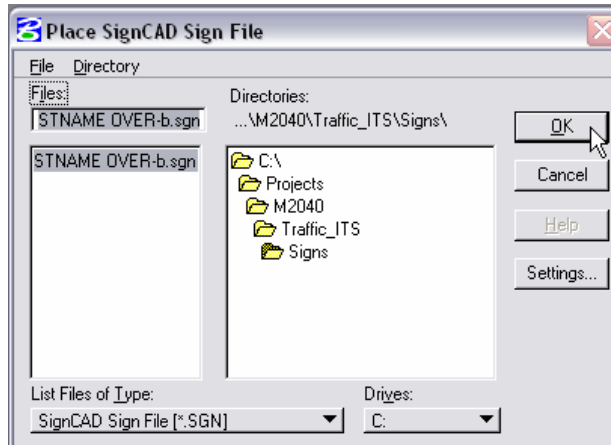 Place SignCAD Sign File
File Directory
Files:
STNAME OVER-b.sgn
STNAME OVER-b.sgn
Directories:
...\M2040\Traffic_ITS\Signs\
C:\
Projects
M2040
Traffic_ITS
Signs
OK
Cancel
Help
Settings...
List Files of Type:
SignCAD Sign File [*.SGN]
Drives:
C: